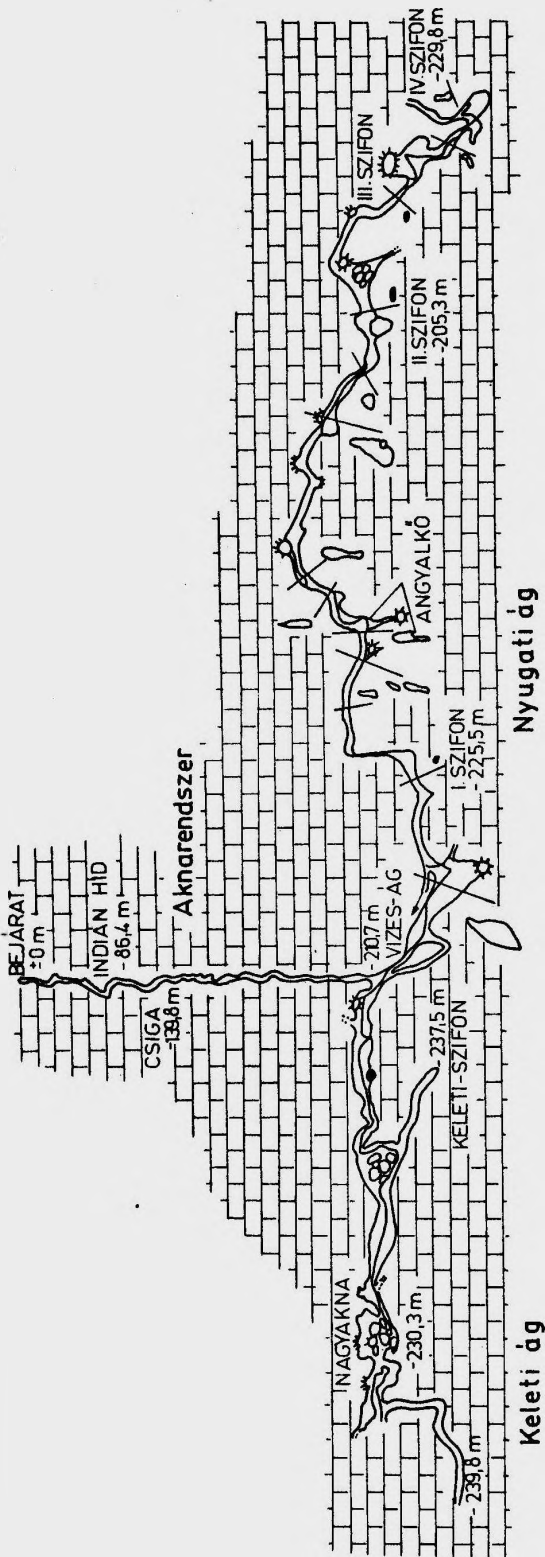 BEJÁRAT
±0 m
INDIÁN HÍD
-86,4 m
CSIGA
-139,8 m
Aknarendszer
-210,7 m
VIZES-ÁG
NAGYAKNA
-230,3 m
-239,8 m
-237,5 m
KELETI-SZIFON
I. SZIFON
-225,5 m
ANGYALKŐ
II. SZIFON
-205,3 m
III. SZIFON
IV. SZIFON
-229,8 m
Keleti ág
Nyugati ág